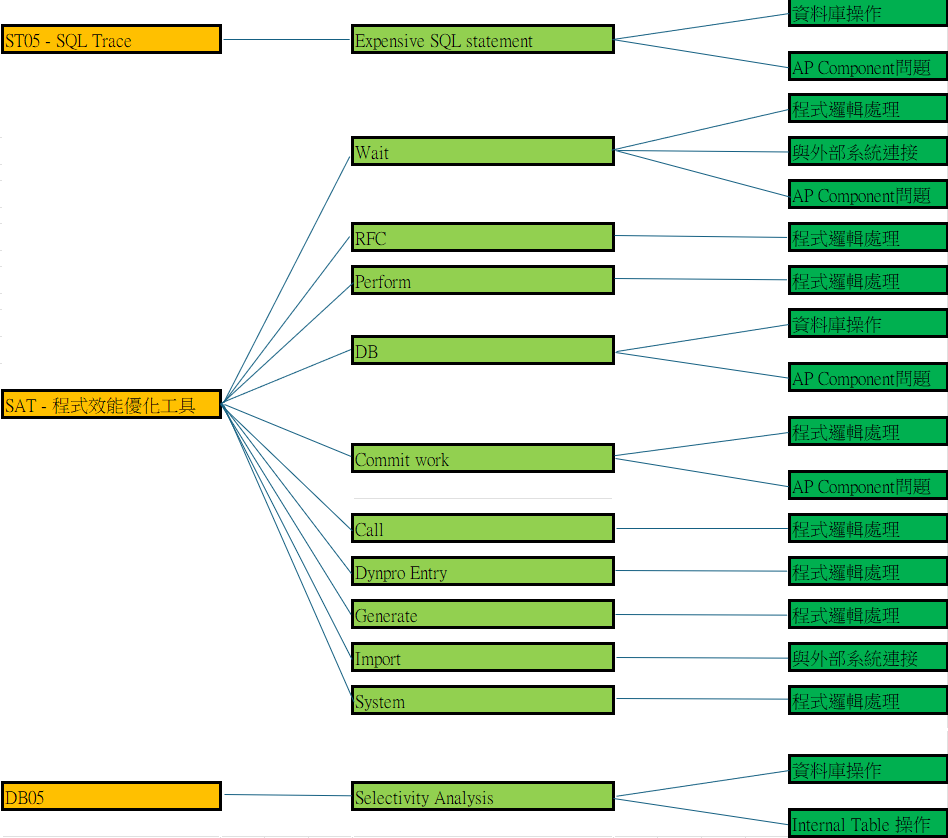 資料庫操作
ST05 - SQL Trace
Expensive SQL statement
AP Component問題
程式邏輯處理
Wait
與外部系統連接
AP Component問題
RFC
程式邏輯處理
Perform
程式邏輯處理
資料庫操作
DB
AP Component問題
SAT - 程式效能優化工具
程式邏輯處理
Commit work
AP Component問題
Call
程式邏輯處理
Dynpro Entry
程式邏輯處理
Generate
程式邏輯處理
Import
與外部系統連接
System
程式邏輯處理
資料庫操作
DB05
Selectivity Analysis
Internal Table 操作